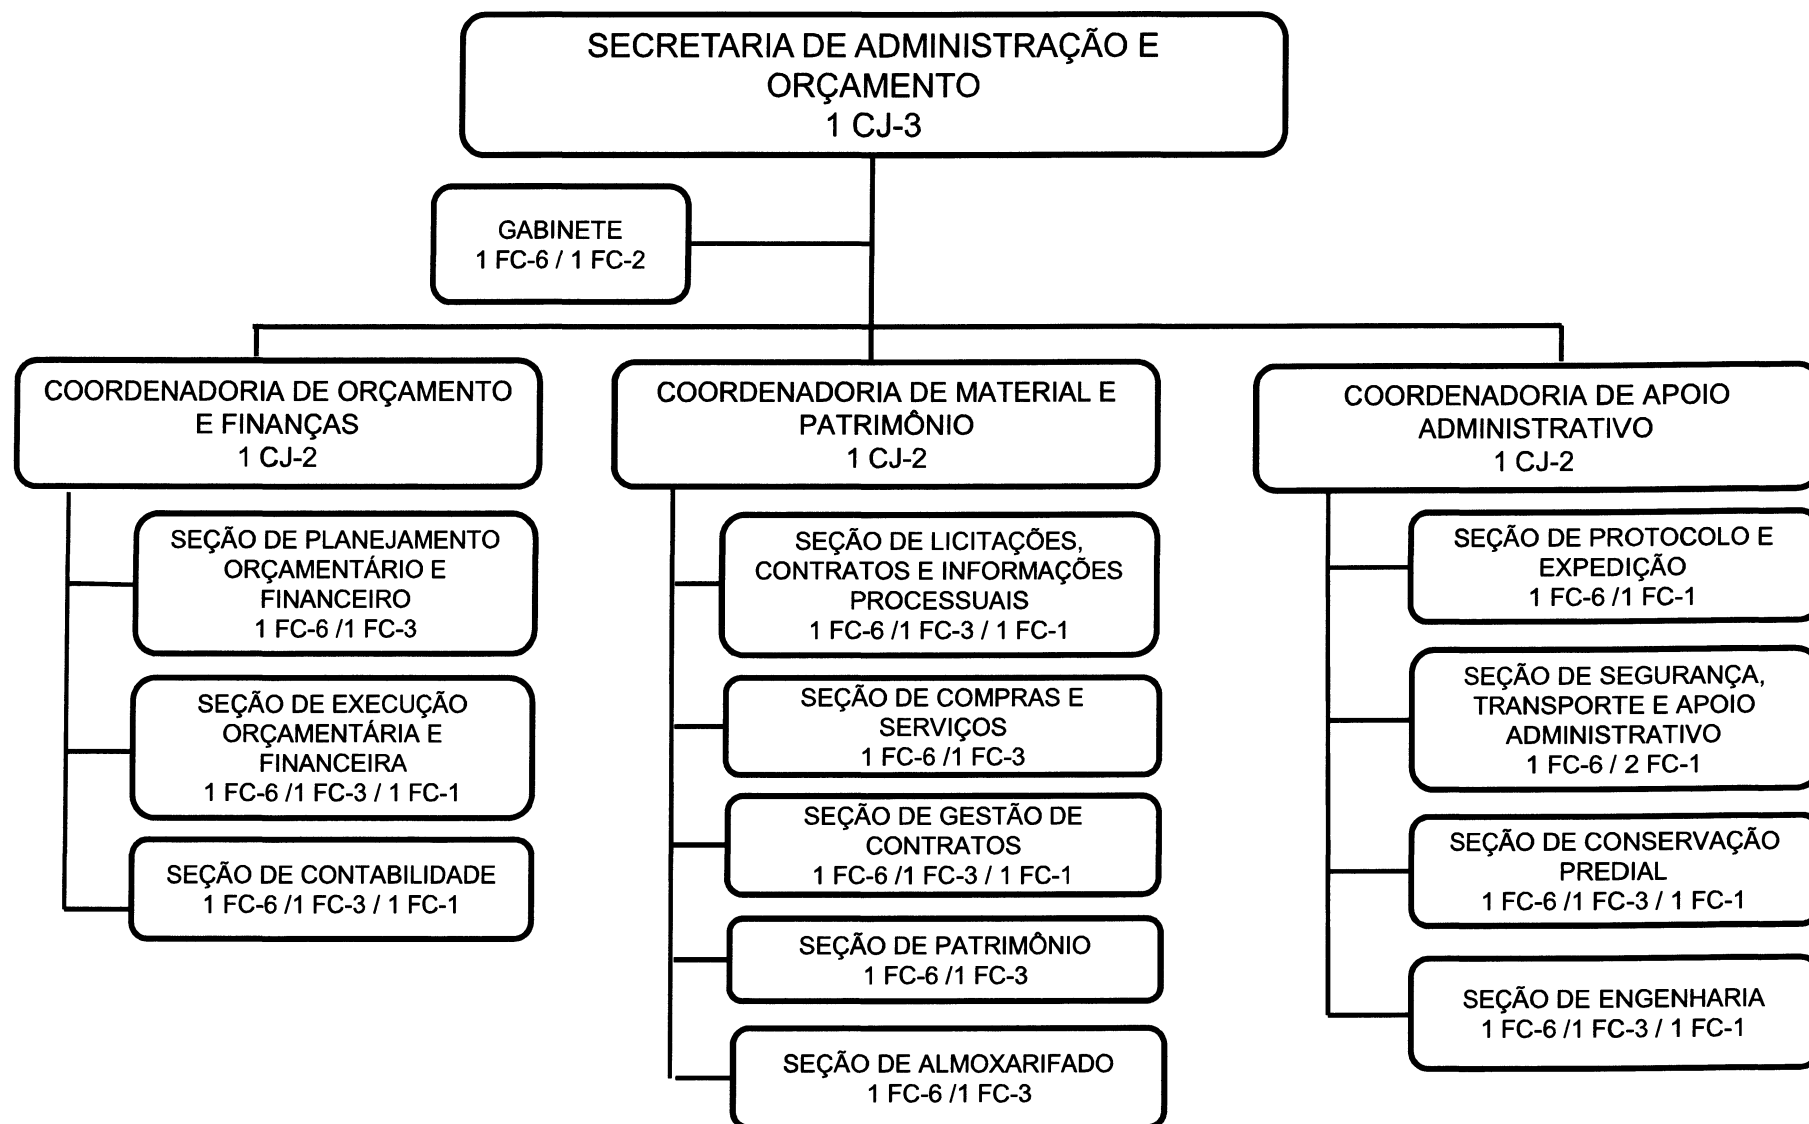 SECRETARIA DE ADMINISTRAÇÃO E
ORÇAMENTO
1 CJ-3
GABINETE
1 FC-6 / 1 FC-2
COORDENADORIA DE ORÇAMENTO
E FINANÇAS
1 CJ-2
SEÇÃO DE PLANEJAMENTO
ORÇAMENTÁRIO E
FINANCEIRO
1 FC-6 /1 FC-3
SEÇÃO DE EXECUÇÃO
ORÇAMENTÁRIA E
FINANCEIRA
1 FC-6 /1 FC-3 / 1 FC-1
SEÇÃO DE CONTABILIDADE
1 FC-6 /1 FC-3 / 1 FC-1
COORDENADORIA DE MATERIAL E
PATRIMÔNIO
1 CJ-2
SEÇÃO DE LICITAÇÕES,
CONTRATOS E INFORMAÇÕES
PROCESSUAIS
1 FC-6 /1 FC-3 / 1 FC-1
SEÇÃO DE COMPRAS E
SERVIÇOS
1 FC-6 /1 FC-3
SEÇÃO DE GESTÃO DE
CONTRATOS
1 FC-6 /1 FC-3 / 1 FC-1
SEÇÃO DE PATRIMÔNIO
1 FC-6 /1 FC-3
SEÇÃO DE ALMOXARIFADO
1 FC-6 /1 FC-3
COORDENADORIA DE APOIO
ADMINISTRATIVO
1 CJ-2
SEÇÃO DE PROTOCOLO E
EXPEDIÇÃO
1 FC-6 /1 FC-1
SEÇÃO DE SEGURANÇA,
TRANSPORTE E APOIO
ADMINISTRATIVO
1 FC-6 / 2 FC-1
SEÇÃO DE CONSERVAÇÃO
PREDIAL
1 FC-6 /1 FC-3 / 1 FC-1
SEÇÃO DE ENGENHARIA
1 FC-6 /1 FC-3 / 1 FC-1